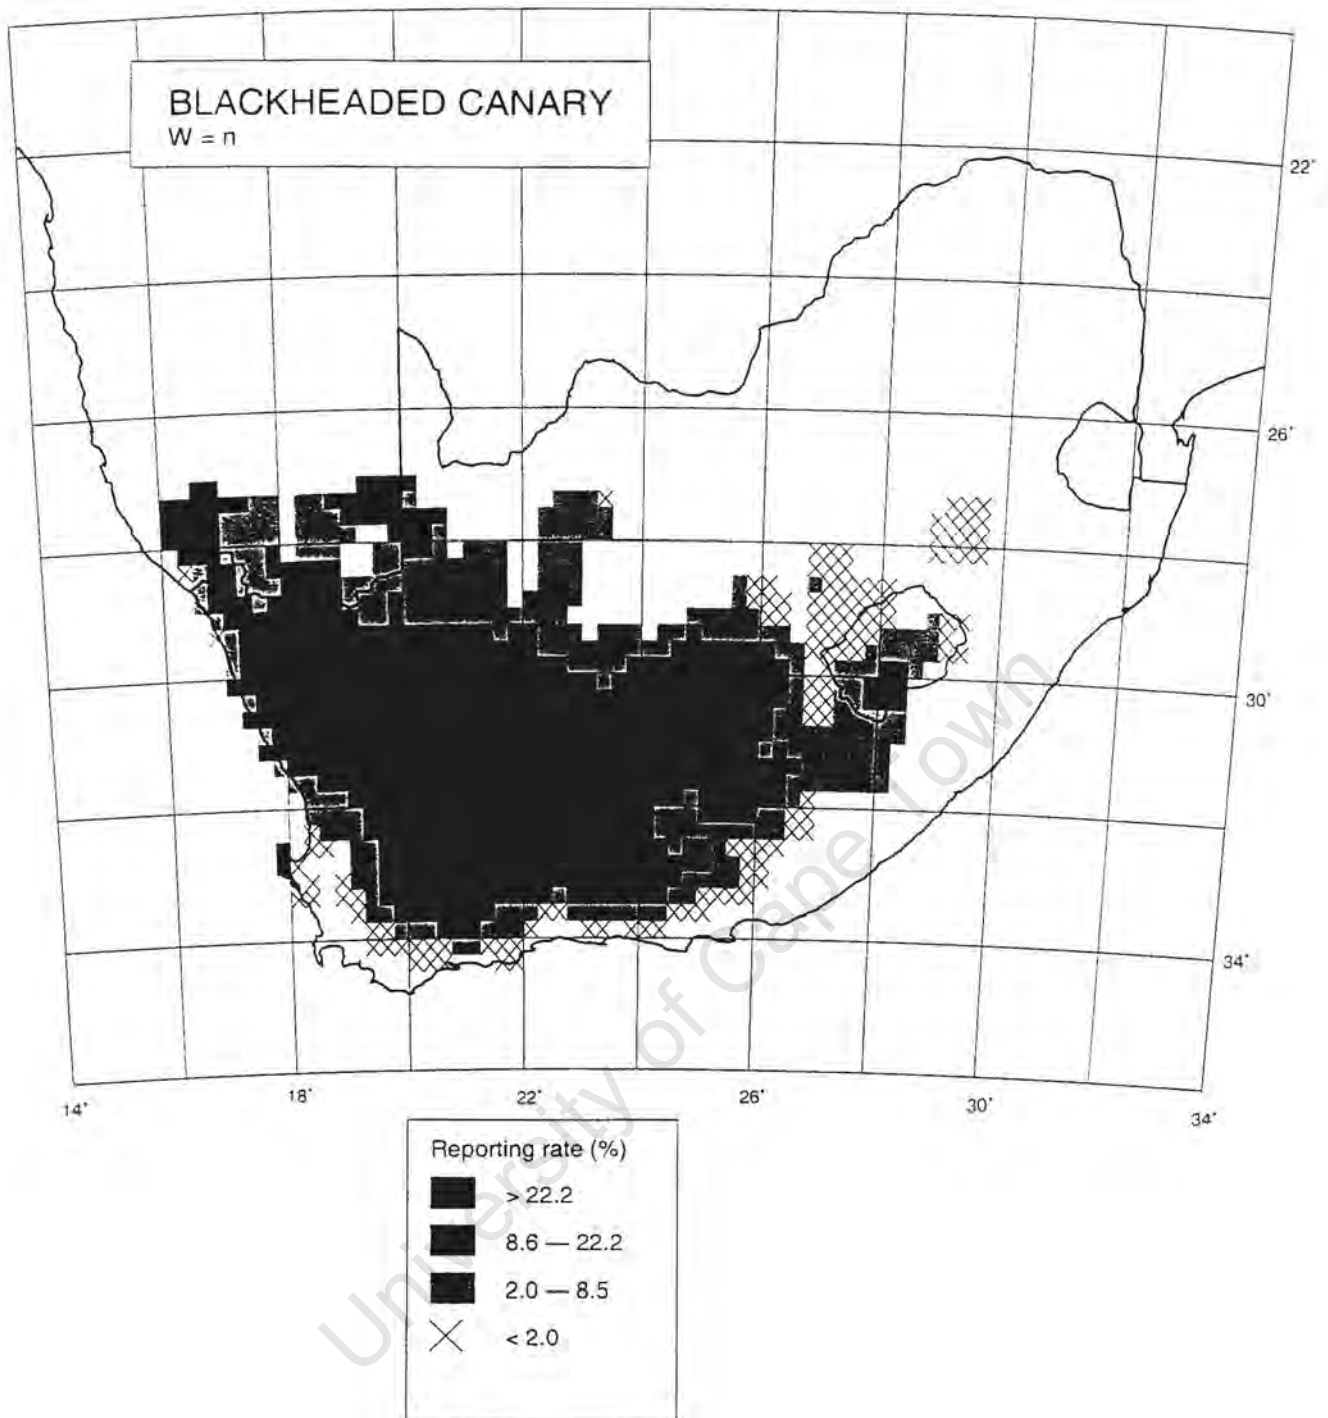 BLACKHEADED CANARY
W = n
22°
26°
30°
34°
14°
18°
22°
26°
30°
34°
Reporting rate (%)
> 22.2
8.6 — 22.2
2.0 — 8.5
< 2.0
University of Cape Town